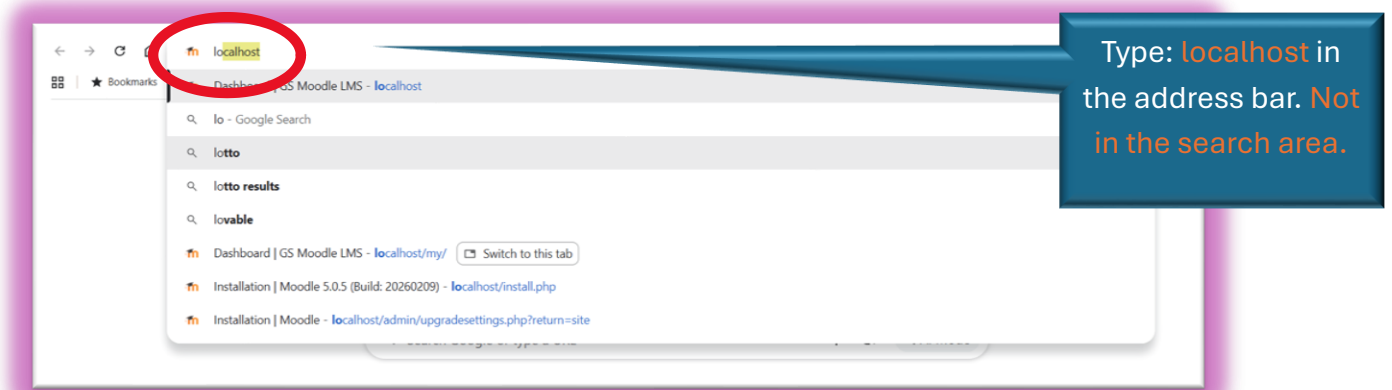 localhost
Bookmarks
Dashboard | GS Moodle LMS - localhost
lo - Google Search
lotto
lotto results
lovable
Dashboard | GS Moodle LMS - localhost/my/ Switch to this tab
Installation | Moodle 5.0.5 (Build: 20260209) - localhost/install.php
Installation | Moodle - localhost/admin/upgradesettings.php?return=site
Type: localhost in
the address bar. Not
in the search area.